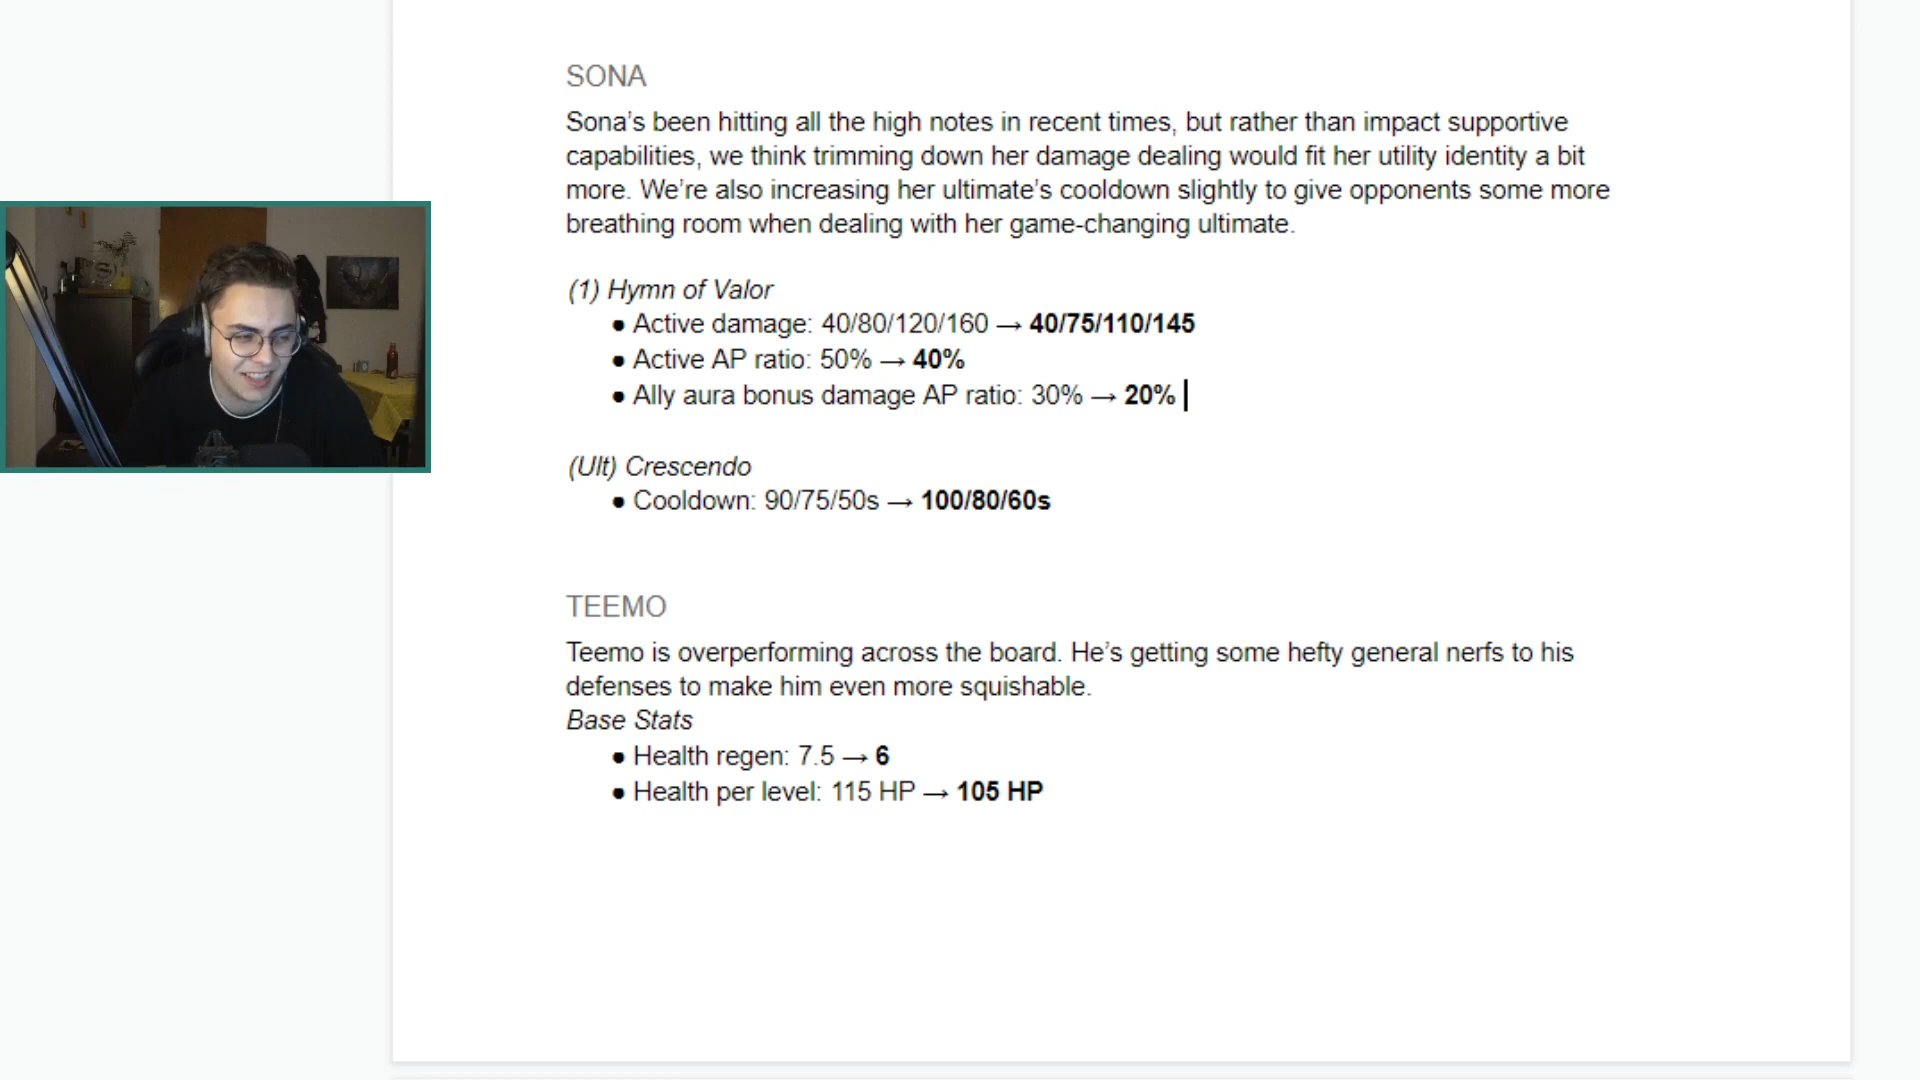 SONA
Sona’s been hitting all the high notes in recent times, but rather than impact supportive
capabilities, we think trimming down her damage dealing would fit her utility identity a bit
more. We’re also increasing her ultimate’s cooldown slightly to give opponents some more
breathing room when dealing with her game-changing ultimate.
(1) Hymn of Valor
● Active damage: 40/80/120/160 → 40/75/110/145
● Active AP ratio: 50% → 40%
● Ally aura bonus damage AP ratio: 30% → 20%
(Ult) Crescendo
● Cooldown: 90/75/50s → 100/80/60s
TEEMO
Teemo is overperforming across the board. He’s getting some hefty general nerfs to his
defenses to make him even more squishable.
Base Stats
● Health regen: 7.5 → 6
● Health per level: 115 HP → 105 HP